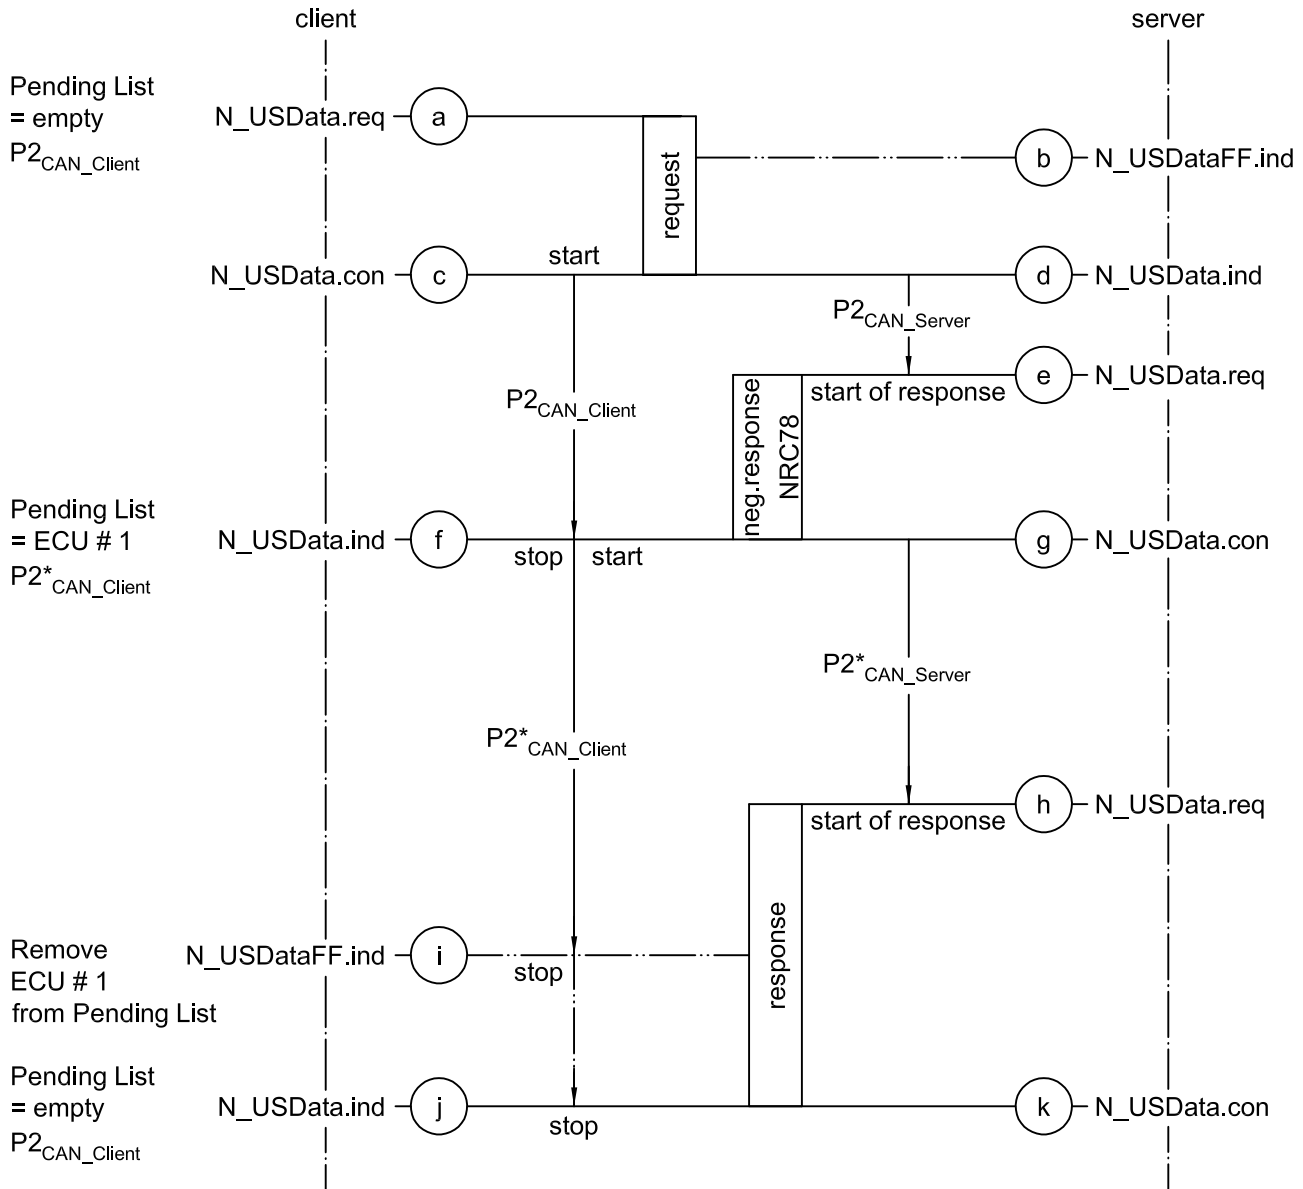 client
server
Pending List
= empty
P2CAN_Client
N_USData.req
a
request
b
N_USDataFF.ind
N_USData.con
c
start
d
N_USData.ind
P2CAN_Server
e
N_USData.req
start of response
P2CAN_Client
neg.response
NRC78
Pending List
= ECU # 1
P2*CAN_Client
N_USData.ind
f
stop
start
g
N_USData.con
P2*CAN_Server
P2*CAN_Client
h
N_USData.req
start of response
response
Remove
ECU # 1
from Pending List
N_USDataFF.ind
i
stop
Pending List
= empty
P2CAN_Client
N_USData.ind
j
stop
k
N_USData.con